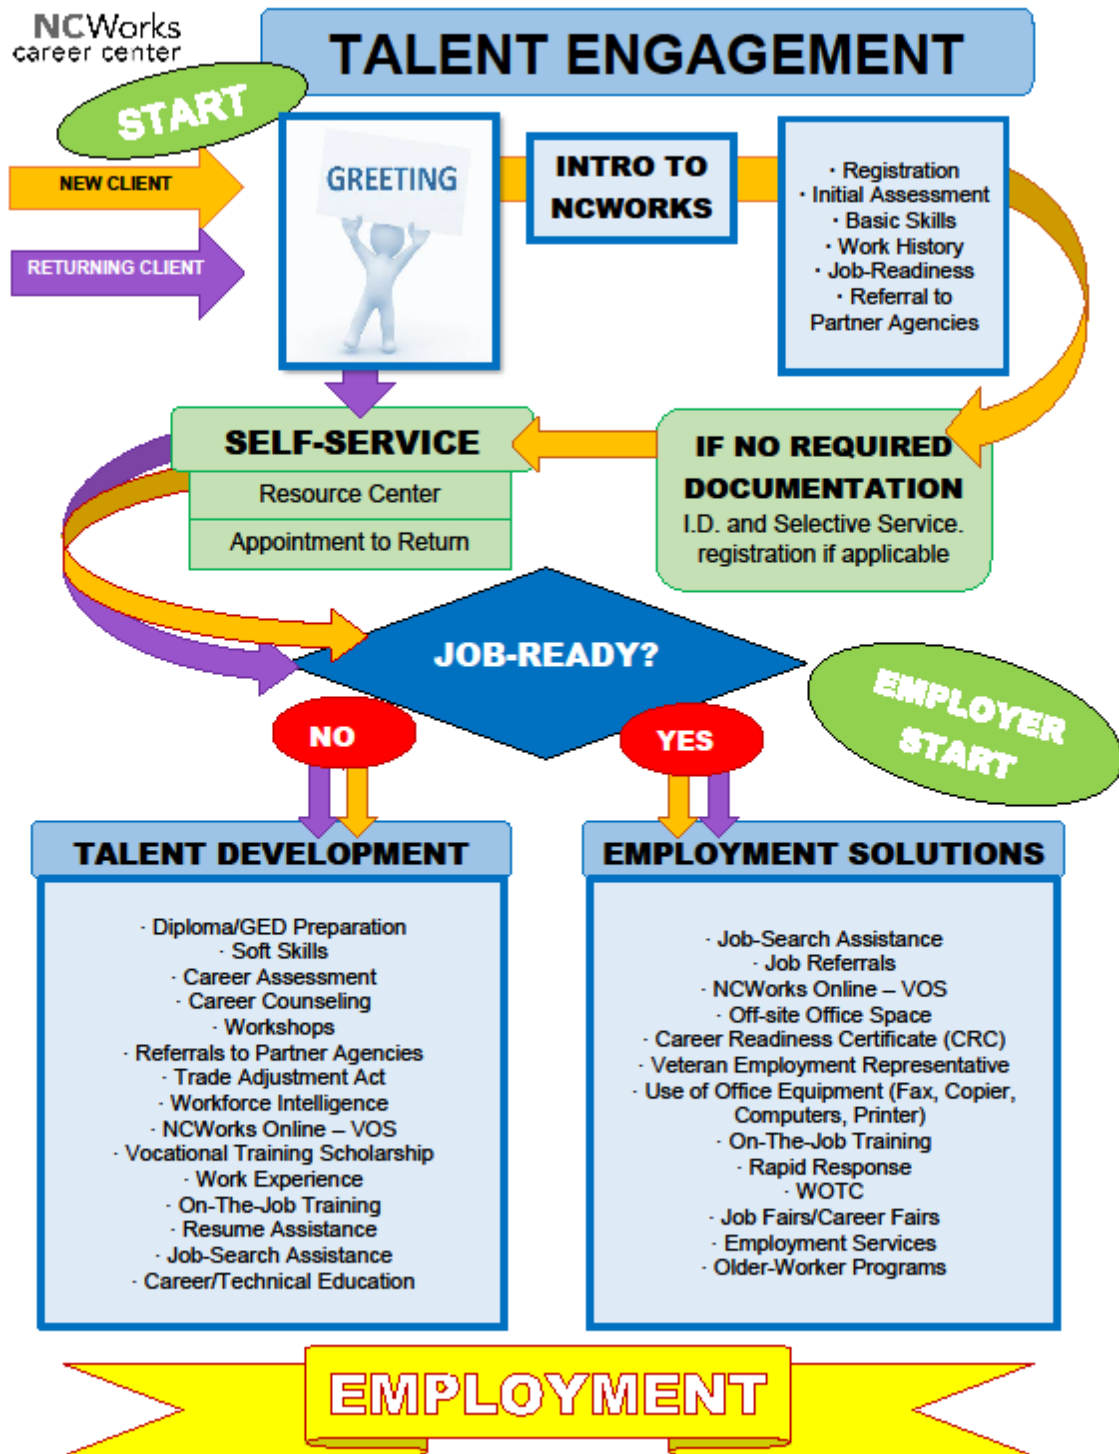 NCWorks
career center
TALENT ENGAGEMENT
START
NEW CLIENT
RETURNING CLIENT
GREETING
INTRO TO
NCWORKS
· Registration
· Initial Assessment
· Basic Skills
· Work History
· Job-Readiness
· Referral to
Partner Agencies
SELF-SERVICE
Resource Center
Appointment to Return
IF NO REQUIRED
DOCUMENTATION
I.D. and Selective Service.
registration if applicable
JOB-READY?
EMPLOYER
START
NO
YES
TALENT DEVELOPMENT
· Diploma/GED Preparation
· Soft Skills
· Career Assessment
· Career Counseling
· Workshops
· Referrals to Partner Agencies
· Trade Adjustment Act
· Workforce Intelligence
· NCWorks Online – VOS
· Vocational Training Scholarship
· Work Experience
· On-The-Job Training
· Resume Assistance
· Job-Search Assistance
· Career/Technical Education
EMPLOYMENT SOLUTIONS
· Job-Search Assistance
· Job Referrals
· NCWorks Online – VOS
· Off-site Office Space
· Career Readiness Certificate (CRC)
· Veteran Employment Representative
· Use of Office Equipment (Fax, Copier,
Computers, Printer)
· On-The-Job Training
· Rapid Response
· WOTC
· Job Fairs/Career Fairs
· Employment Services
· Older-Worker Programs
EMPLOYMENT